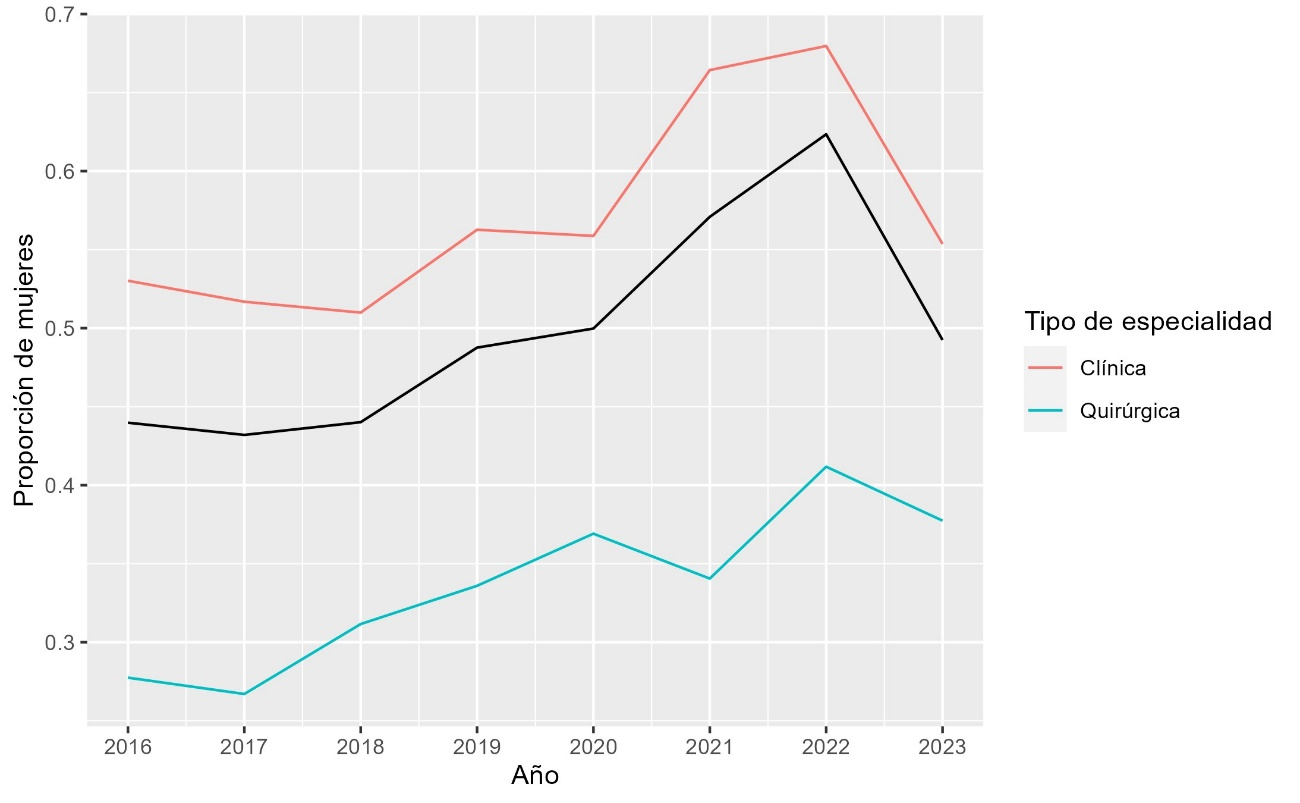 0.7
0.6
0.5
0.4
0.3
Proporción de mujeres
2016 2017 2018 2019 2020 2021 2022 2023
Año
Tipo de especialidad
Clínica
Quirúrgica